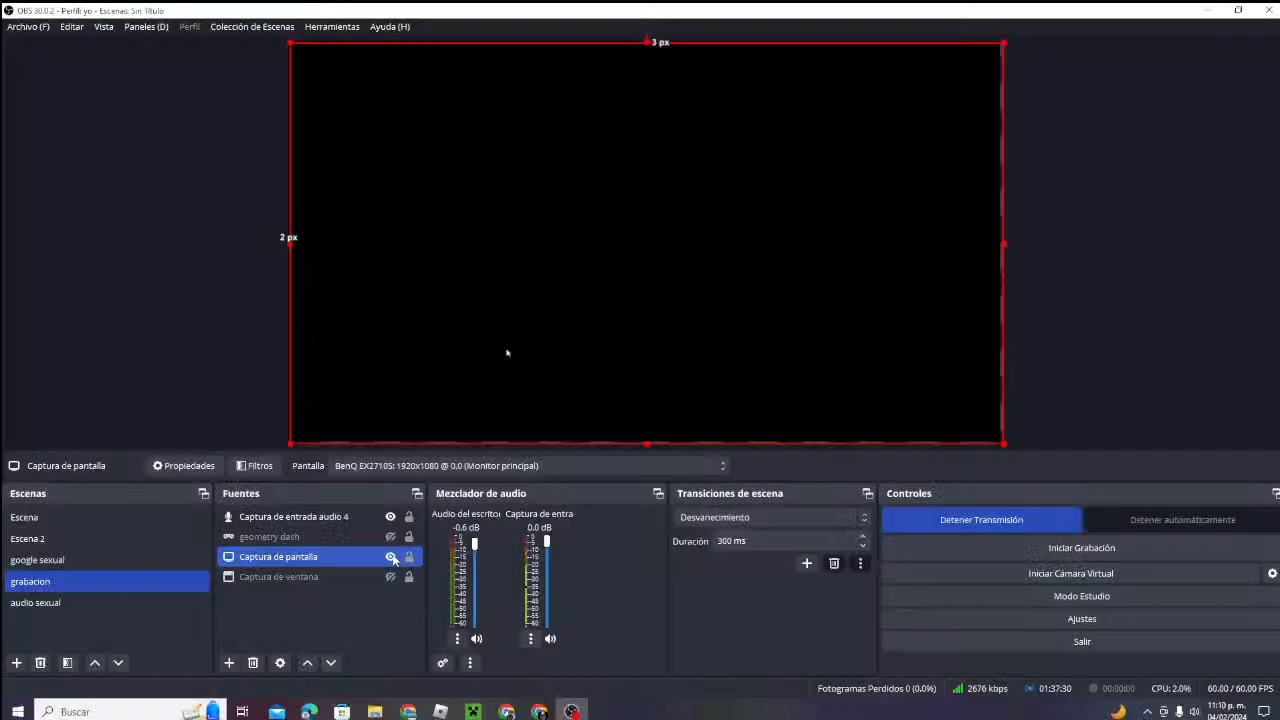 OBS 30.0.2 - Perfil: yo - Escenas: Sin Título
Archivo (F) Editar Vista Paneles (D) Perfil Colección de Escenas Herramientas Ayuda (H)
3 px
2 px
Captura de pantalla Propiedades Filtros Pantalla BenQ EX2710S: 1920x1080 @ 0,0 (Monitor principal)
Escenas
Escena
Escena 2
google sexual
grabacion
audio sexual
Fuentes
Captura de entrada audio 4
geometry dash
Captura de pantalla
Captura de ventana
Mezclador de audio
Audio del escritor Captura de entra
-0.6 dB 0.0 dB
Transiciones de escena
Desvanecimiento
Duración 300 ms
Controles
Detener Transmisión Detener automáticamente
Iniciar Grabación
Iniciar Cámara Virtual
Modo Estudio
Ajustes
Salir
Fotogramas Perdidos 0 (0.0%) 2676 kbps 01:37:30 00:00:00 CPU: 2.0% 60.00 / 60.00 FPS
Buscar
11:10 p. m.
04/02/2024